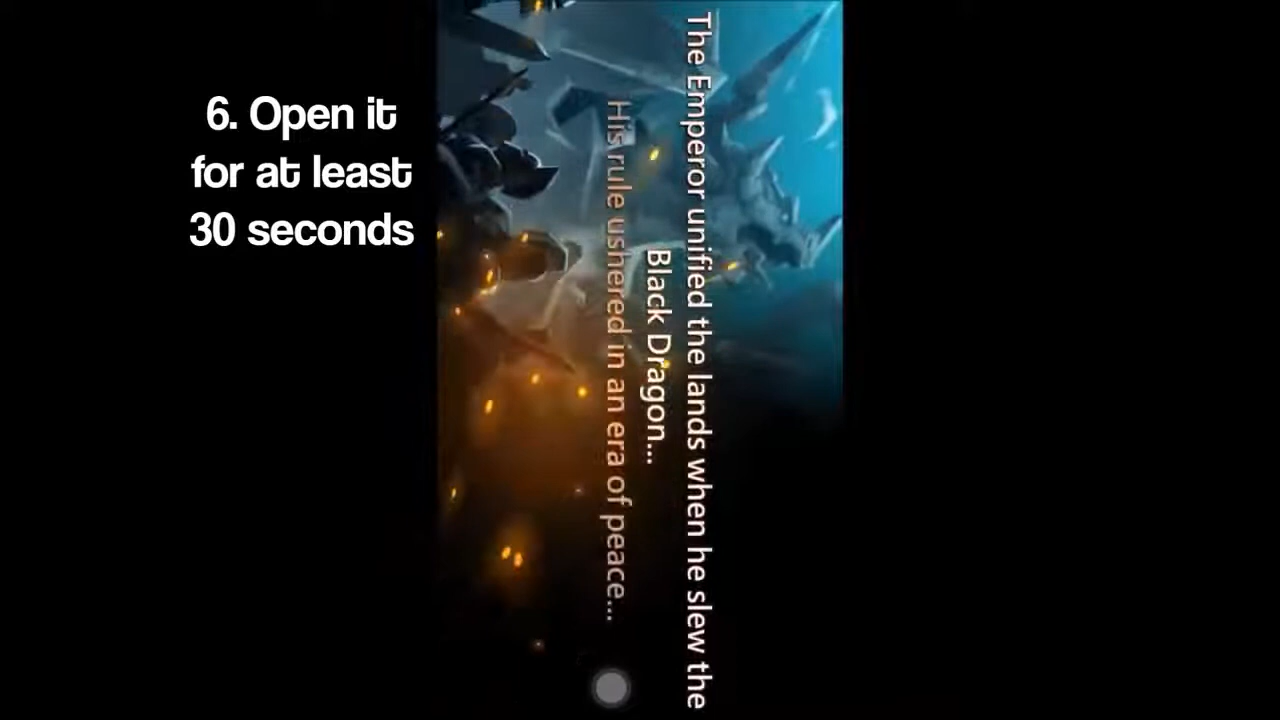 6. Open it
for at least
30 seconds
The Emperor unified the lands when he slew the
Black Dragon...
His rule ushered in an era of peace...